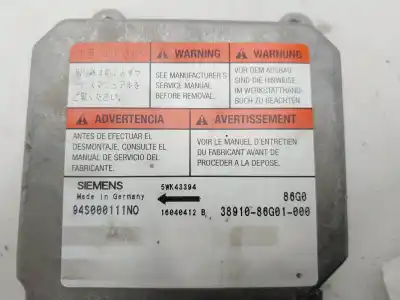 WARNING
WARNUNG
SEE MANUFACTURER'S
SERVICE MANUAL
BEFORE REMOVAL.
VOR DEM AUSBAU
SIND DIE HINWEISE
IM WERKSTATTHAND-
BUCH ZU BEACHTEN
ADVERTENCIA
ANTES DE EFECTUAR EL
DESMONTAJE, CONSULTE EL
MANUAL DE SERVICIO DEL
FABRICANTE.
AVERTISSEMENT
VOIR LE MANUEL D'ENTRETIEN
DU FABRICANT AVANT DE
PROCEDER A LA DEPOSE.
SIEMENS
5WK43394
86G0
Made in Germany
94S000111NO
16040412 B
38910-86G01-000